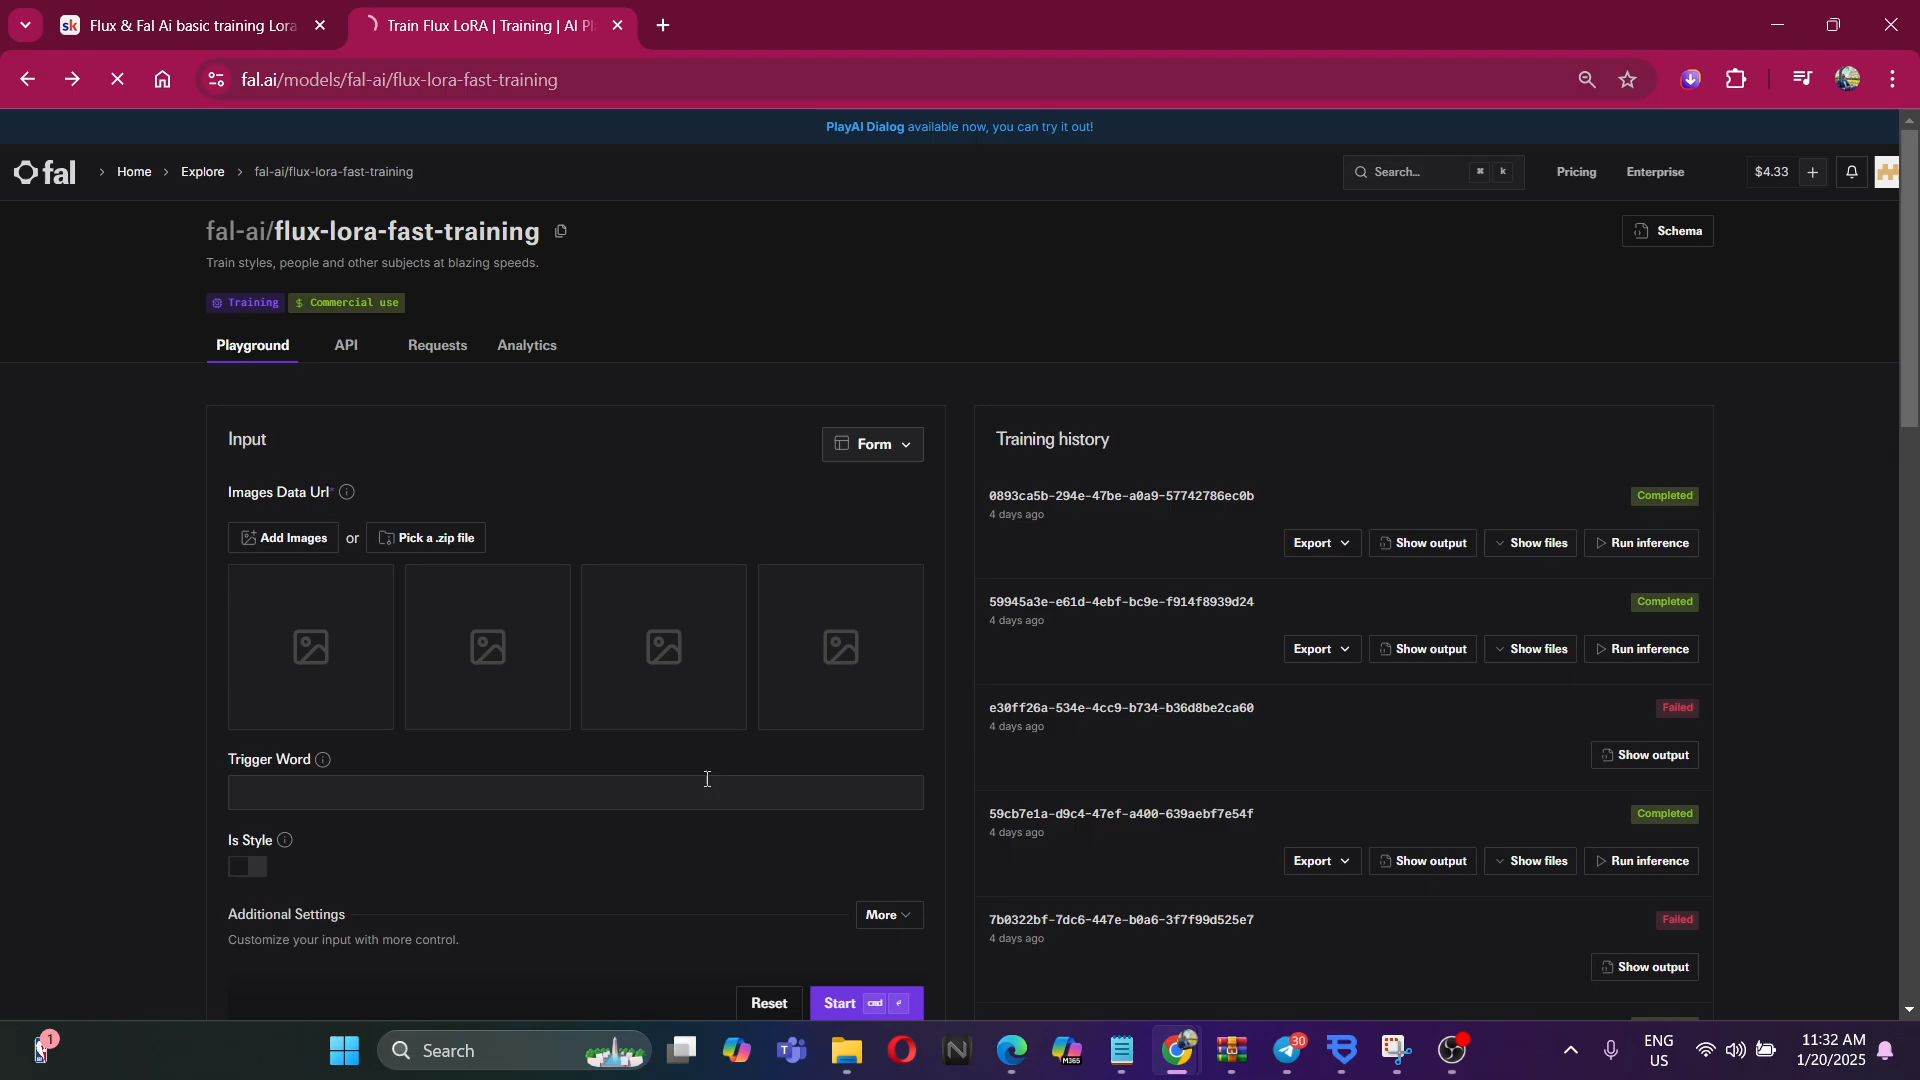 sk Flux & Fal Ai basic training Lora
Train Flux LoRA | Training | AI Pl
fal.ai/models/fal-ai/flux-lora-fast-training
PlayAI Dialog available now, you can try it out!
fal
Home
Explore
fal-ai/flux-lora-fast-training
Search...
⌘ k
Pricing
Enterprise
$4.33
fal-ai/flux-lora-fast-training
Schema
Train styles, people and other subjects at blazing speeds.
Training
$ Commercial use
Playground
API
Requests
Analytics
Input
Form
Images Data Url*
Add Images
or
Pick a .zip file
Trigger Word
Is Style
Additional Settings
More
Customize your input with more control.
Reset
Start cmd
Training history
0893ca5b-294e-47be-a0a9-57742786ec0b
Completed
4 days ago
Export
Show output
Show files
Run inference
59945a3e-e61d-4ebf-bc9e-f914f8939d24
Completed
4 days ago
Export
Show output
Show files
Run inference
e30ff26a-534e-4cc9-b734-b36d8be2ca60
Failed
4 days ago
Show output
59cb7e1a-d9c4-47ef-a400-639aebf7e54f
Completed
4 days ago
Export
Show output
Show files
Run inference
7b0322bf-7dc6-447e-b0a6-3f7f99d525e7
Failed
4 days ago
Show output
1
Search
M365
30
ENG
US
11:32 AM
1/20/2025